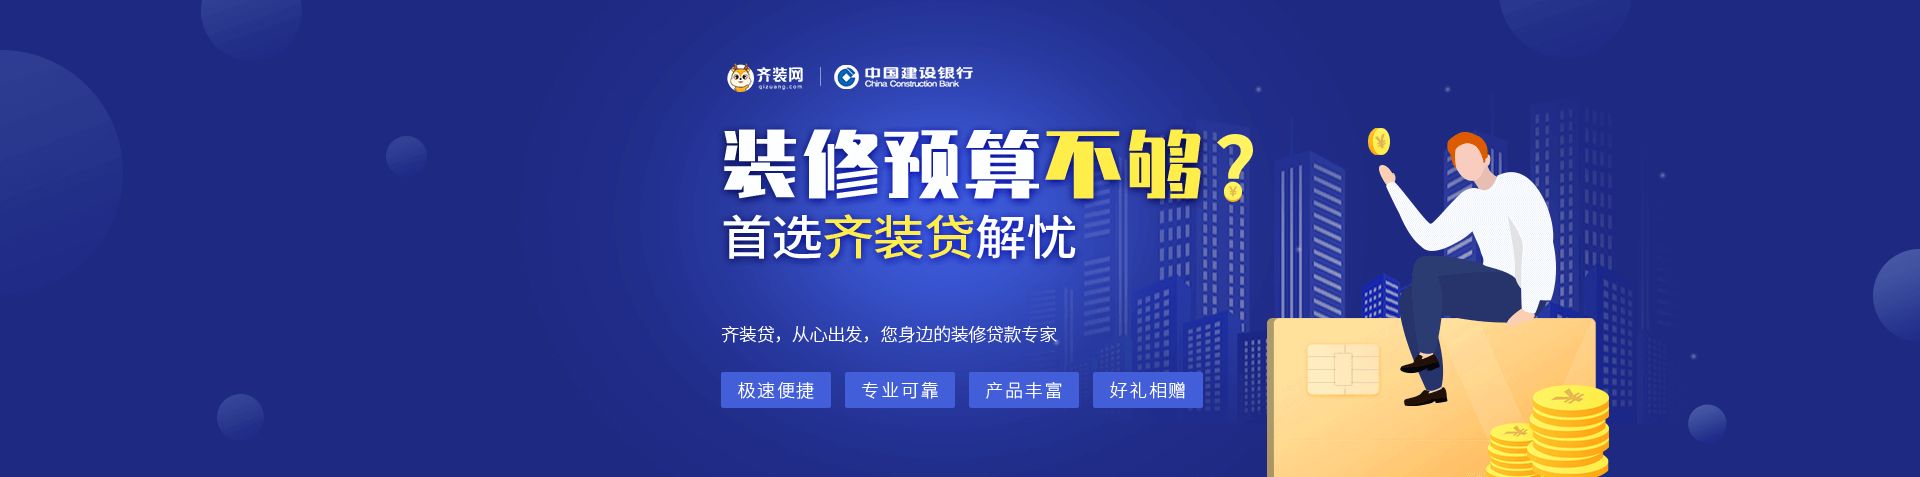 齐装网 中国建设银行
qizuang.com China Construction Bank
装修预算不够?
首选齐装贷解忧
齐装贷，从心出发，您身边的装修贷款专家
极速便捷 专业可靠 产品丰富 好礼相赠